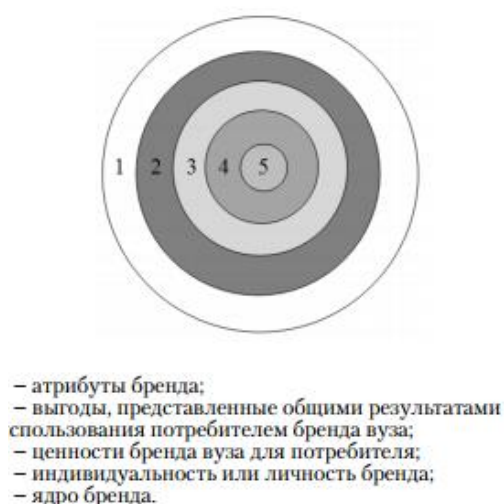 1 2 3 4 5
– атрибуты бренда;
– выгоды, представленные общими результатами
спользования потребителем бренда вуза;
– ценности бренда вуза для потребителя;
– индивидуальность или личность бренда;
– ядро бренда.